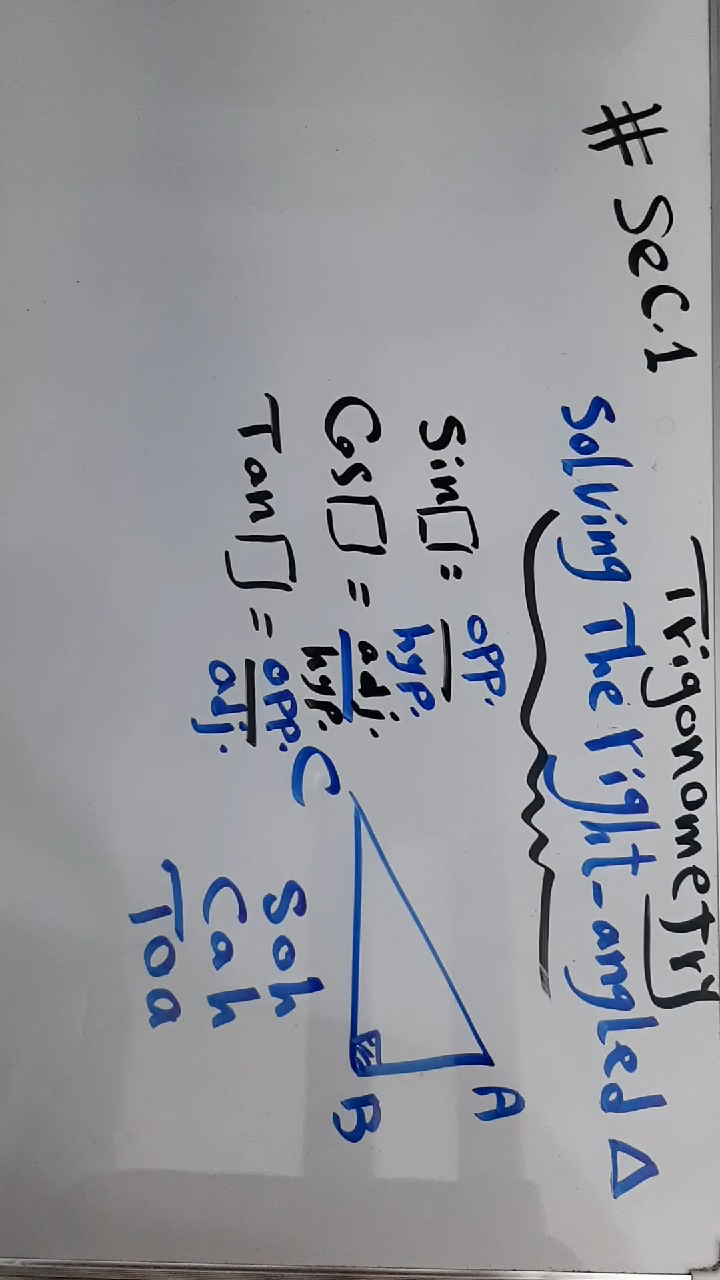 Trigonometry
# Sec.1
Solving The right-angled Δ
Sin□ = opp. / hyp.
Cos□ = adj. / hyp.
Tan□ = opp. / adj.
A
C
B
Soh
Cah
Toa